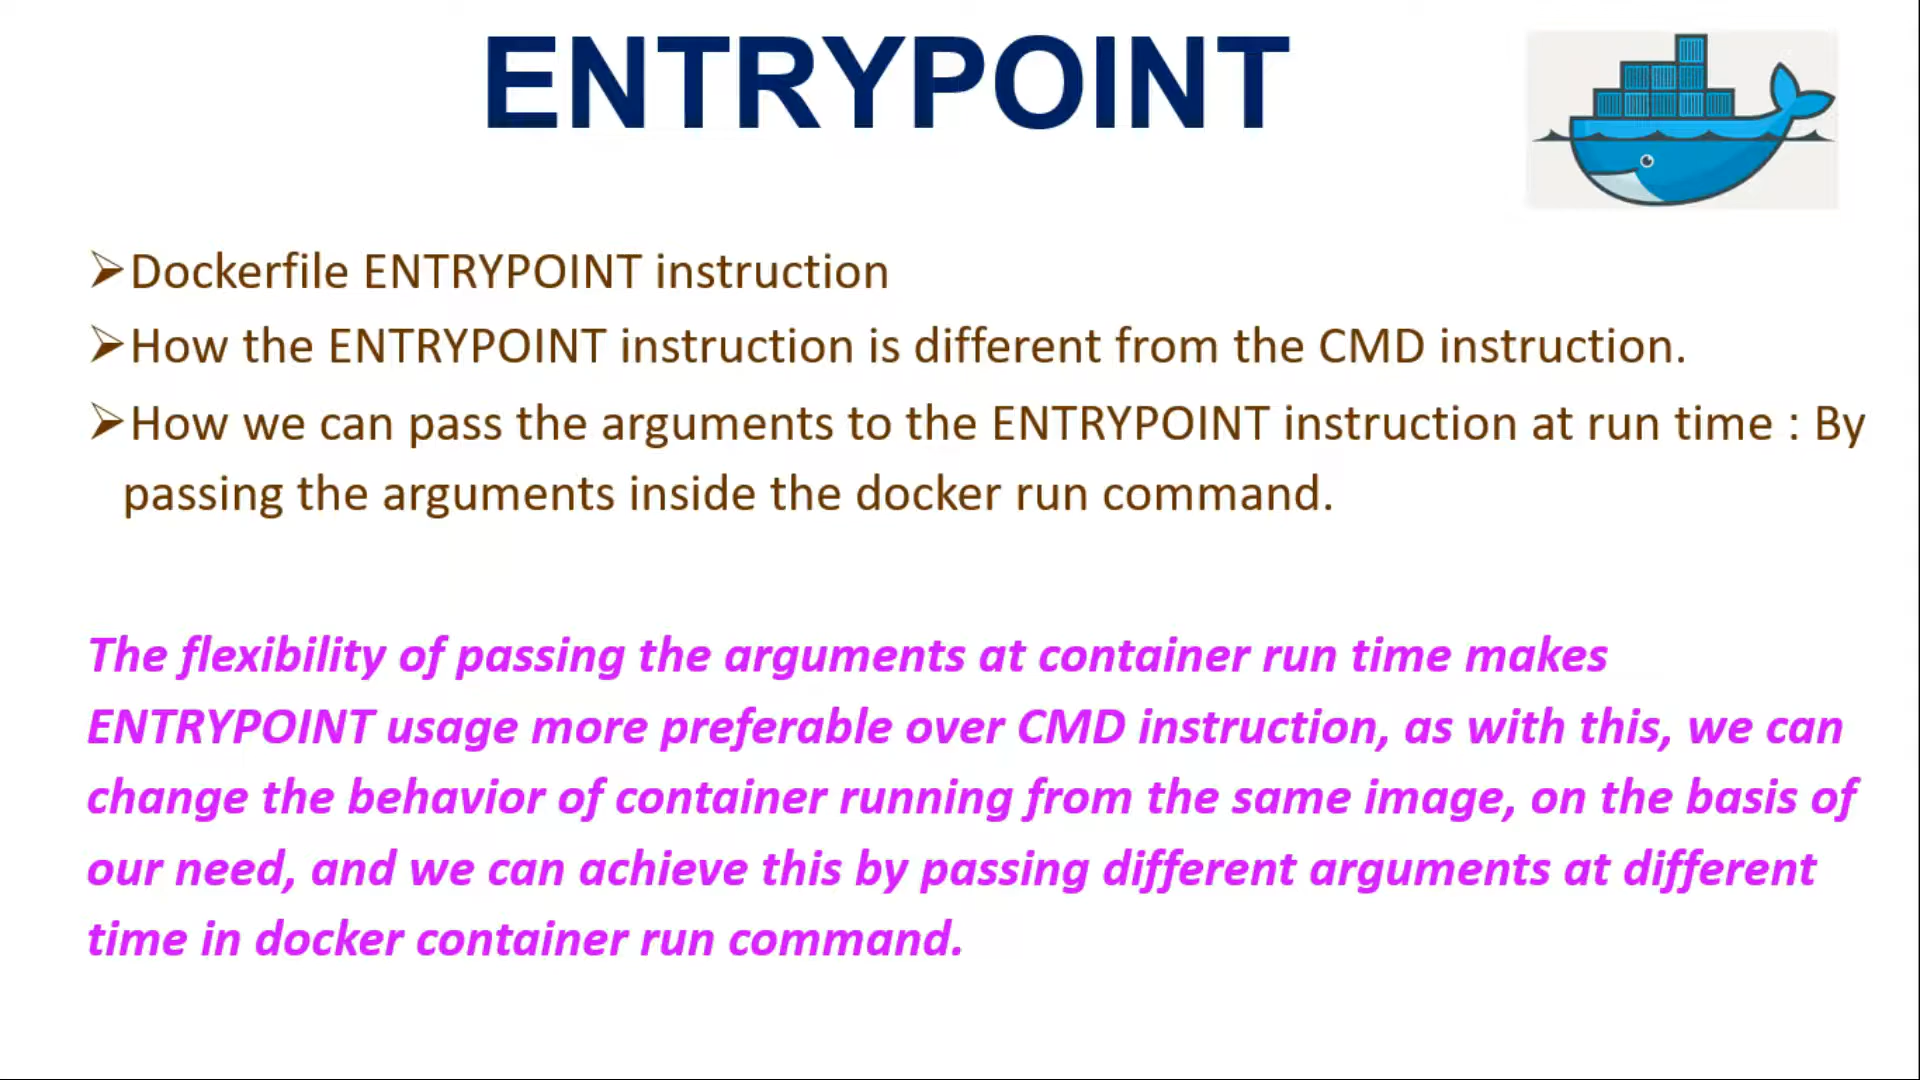 ENTRYPOINT
➢Dockerfile ENTRYPOINT instruction
➢How the ENTRYPOINT instruction is different from the CMD instruction.
➢How we can pass the arguments to the ENTRYPOINT instruction at run time : By
passing the arguments inside the docker run command.
The flexibility of passing the arguments at container run time makes
ENTRYPOINT usage more preferable over CMD instruction, as with this, we can
change the behavior of container running from the same image, on the basis of
our need, and we can achieve this by passing different arguments at different
time in docker container run command.